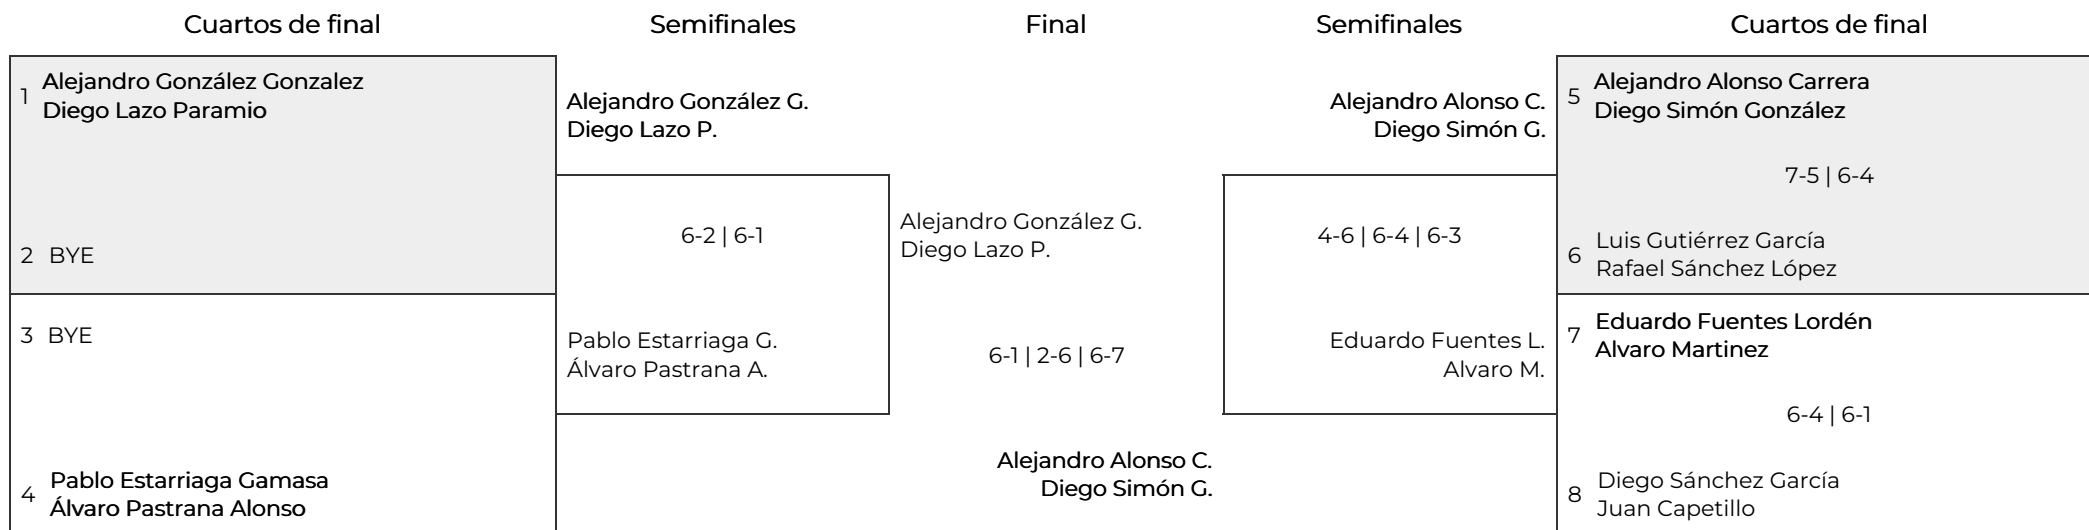 Cuartos de final
Semifinales
Final
Semifinales
Cuartos de final
1
Alejandro González Gonzalez
Diego Lazo Paramio
2 BYE
3 BYE
4
Pablo Estarriaga Gamasa
Álvaro Pastrana Alonso
Alejandro González G.
Diego Lazo P.
6-2 | 6-1
Pablo Estarriaga G.
Álvaro Pastrana A.
Alejandro González G.
Diego Lazo P.
6-1 | 2-6 | 6-7
Alejandro Alonso C.
Diego Simón G.
Alejandro Alonso C.
Diego Simón G.
4-6 | 6-4 | 6-3
Eduardo Fuentes L.
Alvaro M.
5
Alejandro Alonso Carrera
Diego Simón González
7-5 | 6-4
6
Luis Gutiérrez García
Rafael Sánchez López
7
Eduardo Fuentes Lordén
Alvaro Martinez
6-4 | 6-1
8
Diego Sánchez García
Juan Capetillo